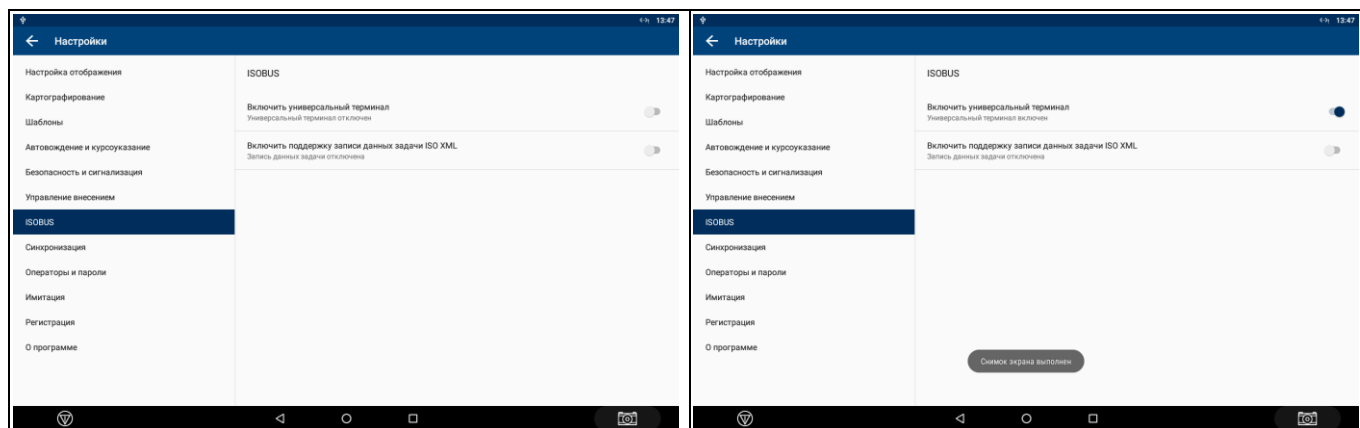 13:47
Настройки
Настройка отображения
Картографирование
Шаблоны
Автовождение и курсоуказание
Безопасность и сигнализация
Управление внесением
ISOBUS
Синхронизация
Операторы и пароли
Имитация
Регистрация
О программе
ISOBUS
Включить универсальный терминал
Универсальный терминал отключен
Включить поддержку записи данных задачи ISO XML
Запись данных задачи отключена
13:47
Настройки
Настройка отображения
Картографирование
Шаблоны
Автовождение и курсоуказание
Безопасность и сигнализация
Управление внесением
ISOBUS
Синхронизация
Операторы и пароли
Имитация
Регистрация
О программе
ISOBUS
Включить универсальный терминал
Универсальный терминал включен
Включить поддержку записи данных задачи ISO XML
Запись данных задачи отключена
Снимок экрана выполнен